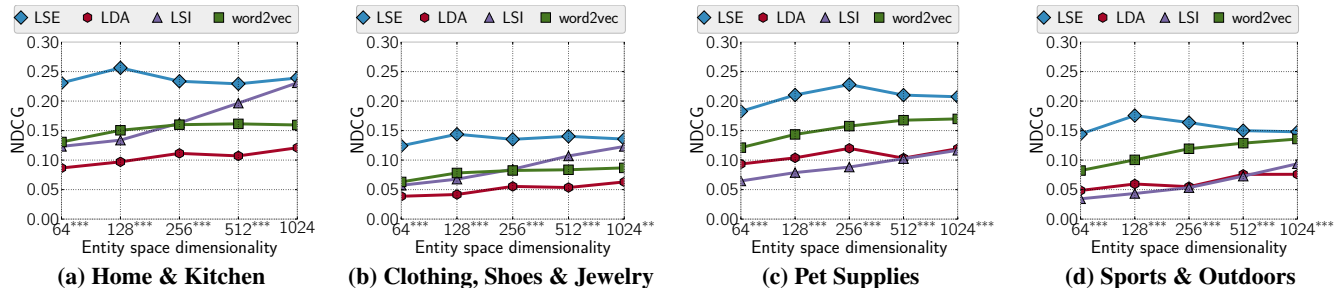 LSE LDA LSI word2vec
NDCG
0.30
0.25
0.20
0.15
0.10
0.05
0.00
64*** 128*** 256*** 512*** 1024
Entity space dimensionality
(a) Home & Kitchen
LSE LDA LSI word2vec
NDCG
0.30
0.25
0.20
0.15
0.10
0.05
0.00
64*** 128*** 256*** 512*** 1024**
Entity space dimensionality
(b) Clothing, Shoes & Jewelry
LSE LDA LSI word2vec
NDCG
0.30
0.25
0.20
0.15
0.10
0.05
0.00
64*** 128*** 256*** 512*** 1024***
Entity space dimensionality
(c) Pet Supplies
LSE LDA LSI word2vec
NDCG
0.30
0.25
0.20
0.15
0.10
0.05
0.00
64*** 128*** 256*** 512*** 1024***
Entity space dimensionality
(d) Sports & Outdoors